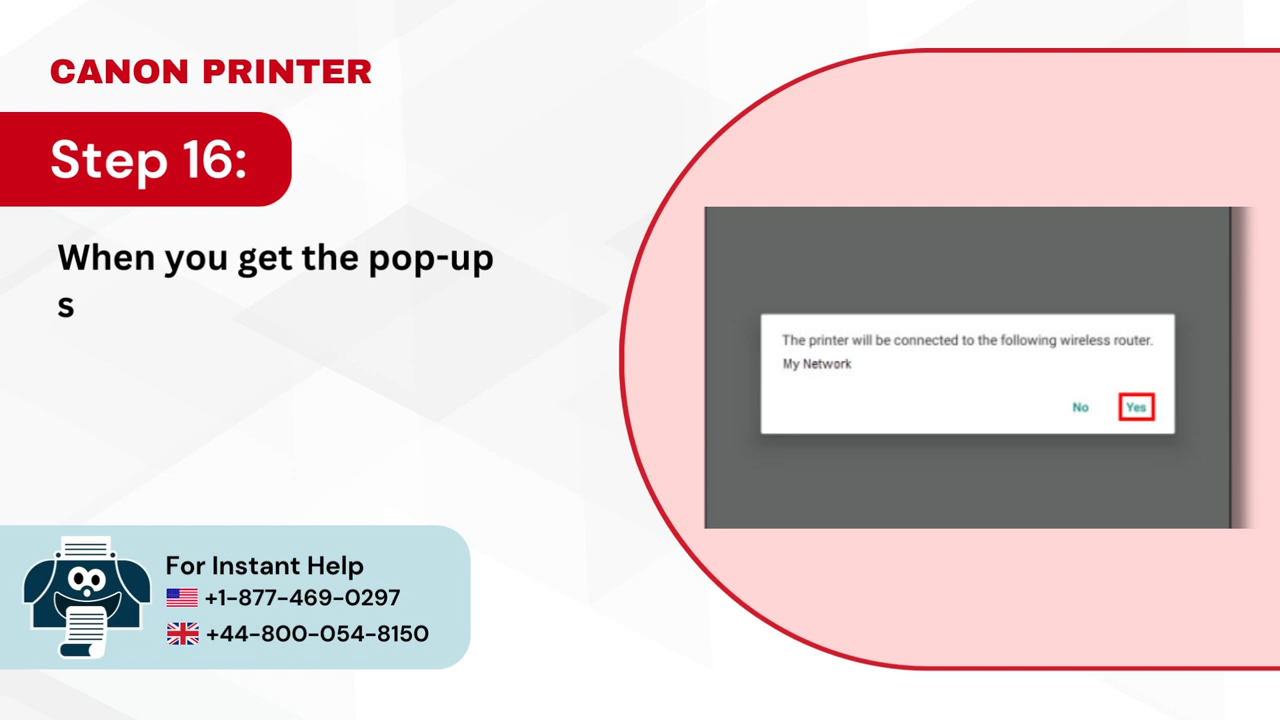 CANON PRINTER
Step 16:
When you get the pop-up
s
The printer will be connected to the following wireless router.
My Network
No Yes
For Instant Help
+1-877-469-0297
+44-800-054-8150